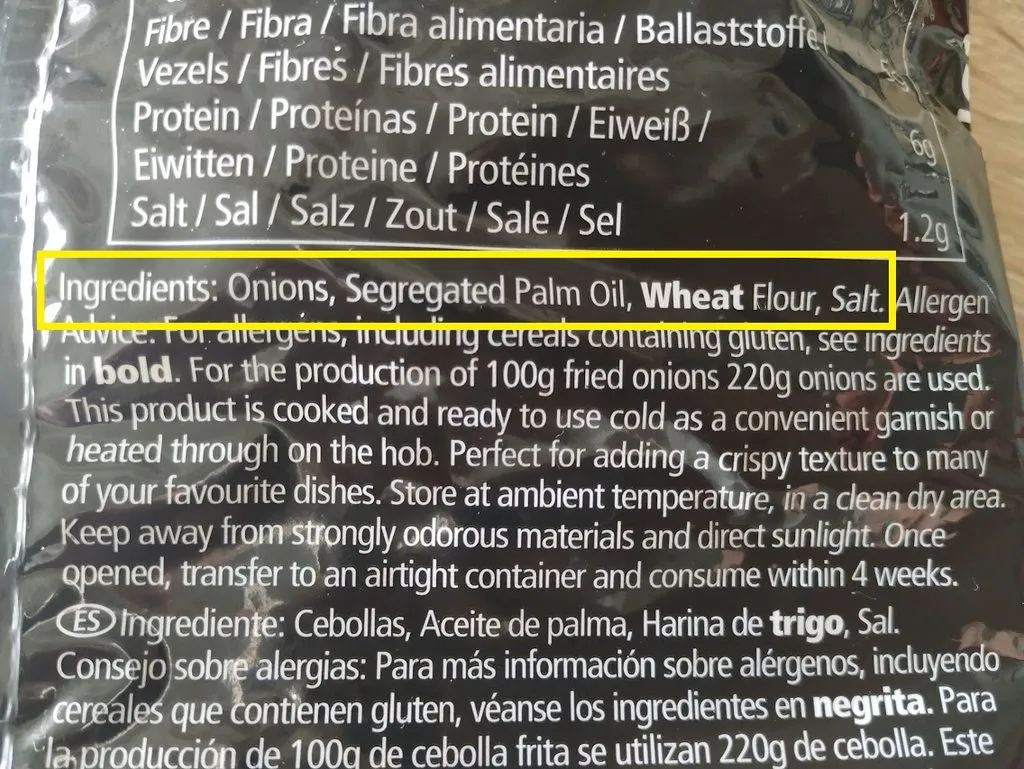 Fibre / Fibra / Fibra alimentaria / Ballaststoffe
Vezels / Fibres / Fibres alimentaires
Protein / Proteínas / Protein / Eiweiß /
6g
Eiwitten / Proteine / Protéines
Salt / Sal / Salz / Zout / Sale / Sel
1.2g
Ingredients: Onions, Segregated Palm Oil, Wheat Flour, Salt. Allergen
Advice: For allergens, including cereals containing gluten, see ingredients
in bold. For the production of 100g fried onions 220g onions are used.
This product is cooked and ready to use cold as a convenient garnish or
heated through on the hob. Perfect for adding a crispy texture to many
of your favourite dishes. Store at ambient temperature, in a clean dry area.
Keep away from strongly odorous materials and direct sunlight. Once
opened, transfer to an airtight container and consume within 4 weeks.
ES Ingrediente: Cebollas, Aceite de palma, Harina de trigo, Sal.
Consejo sobre alergias: Para más información sobre alérgenos, incluyendo
cereales que contienen gluten, véanse los ingredientes en negrita. Para
la producción de 100g de cebolla frita se utilizan 220g de cebolla. Este